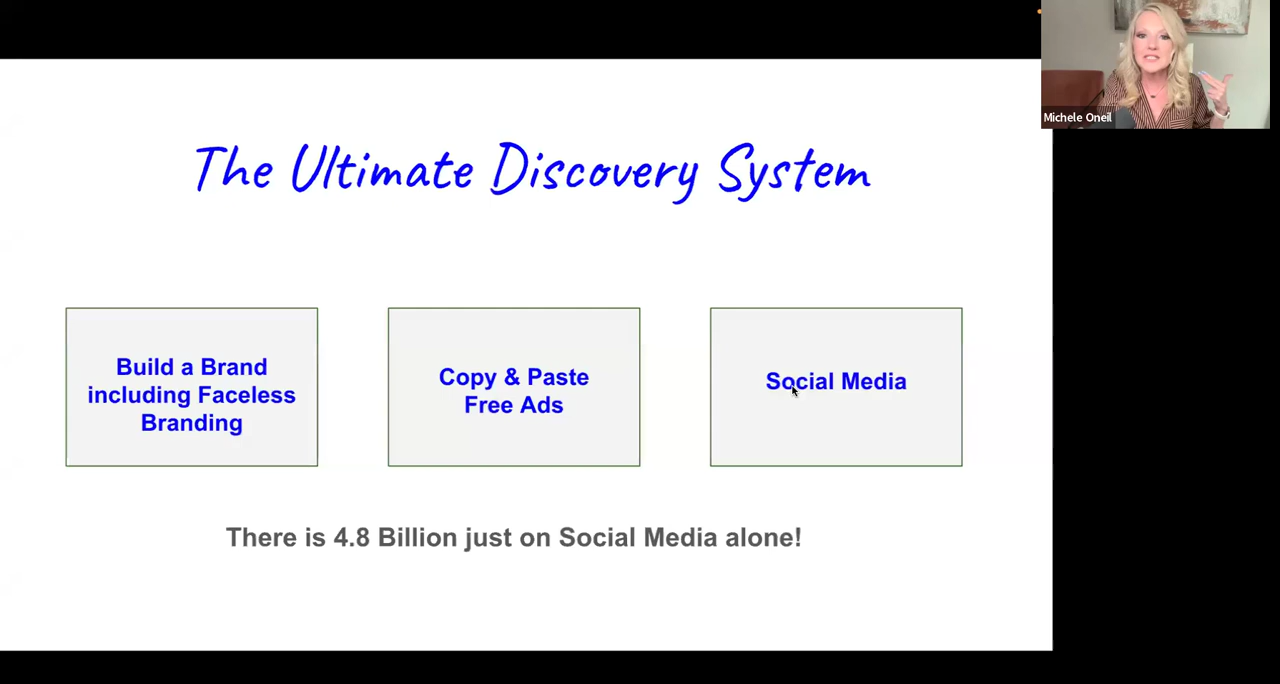 Michele Oneil
The Ultimate Discovery System
Build a Brand
including Faceless
Branding
Copy & Paste
Free Ads
Social Media
There is 4.8 Billion just on Social Media alone!